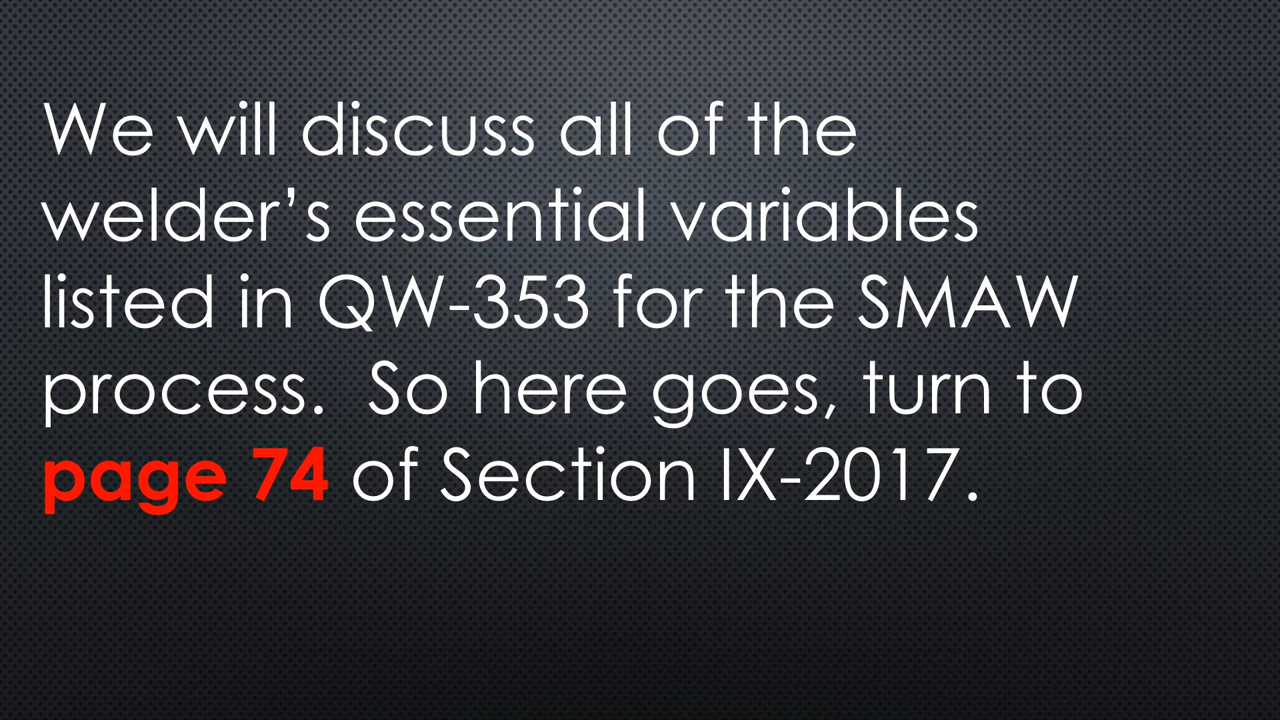 We will discuss all of the
welder’s essential variables
listed in QW-353 for the SMAW
process.  So here goes, turn to
page 74 of Section IX-2017.